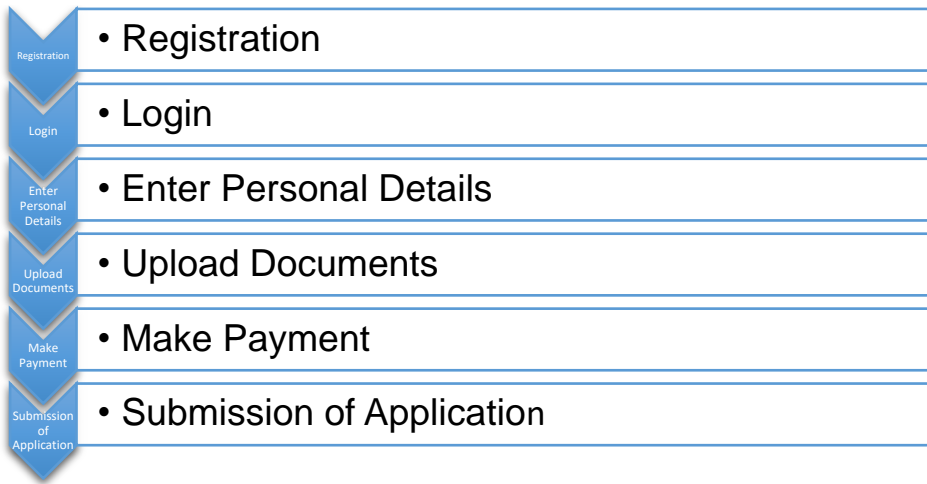 Registration
• Registration
Login
• Login
Enter
Personal
Details
• Enter Personal Details
Upload
Documents
• Upload Documents
Make
Payment
• Make Payment
Submission
of
Application
• Submission of Application